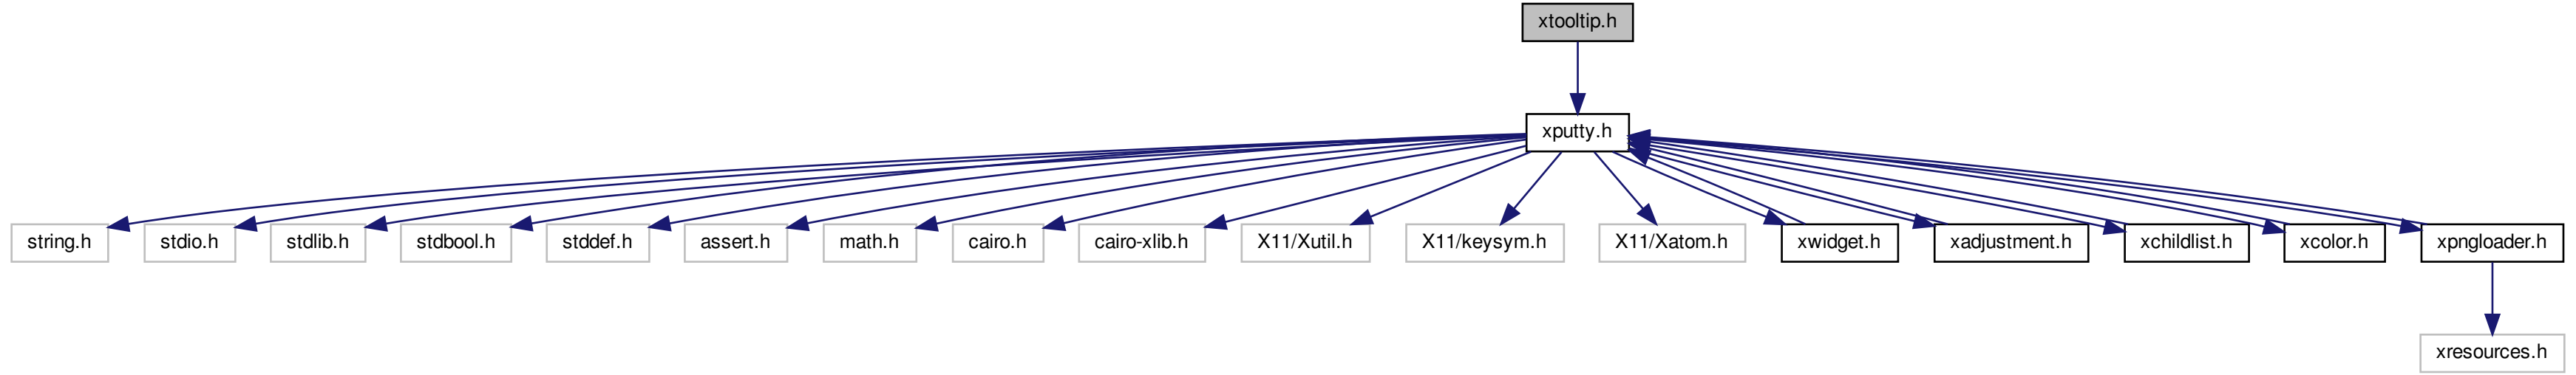 xtooltip.h
xputty.h
string.h
stdio.h
stdlib.h
stdbool.h
stddef.h
assert.h
math.h
cairo.h
cairo-xlib.h
X11/Xutil.h
X11/keysym.h
X11/Xatom.h
xwidget.h
xadjustment.h
xchildlist.h
xcolor.h
xpngloader.h
xresources.h